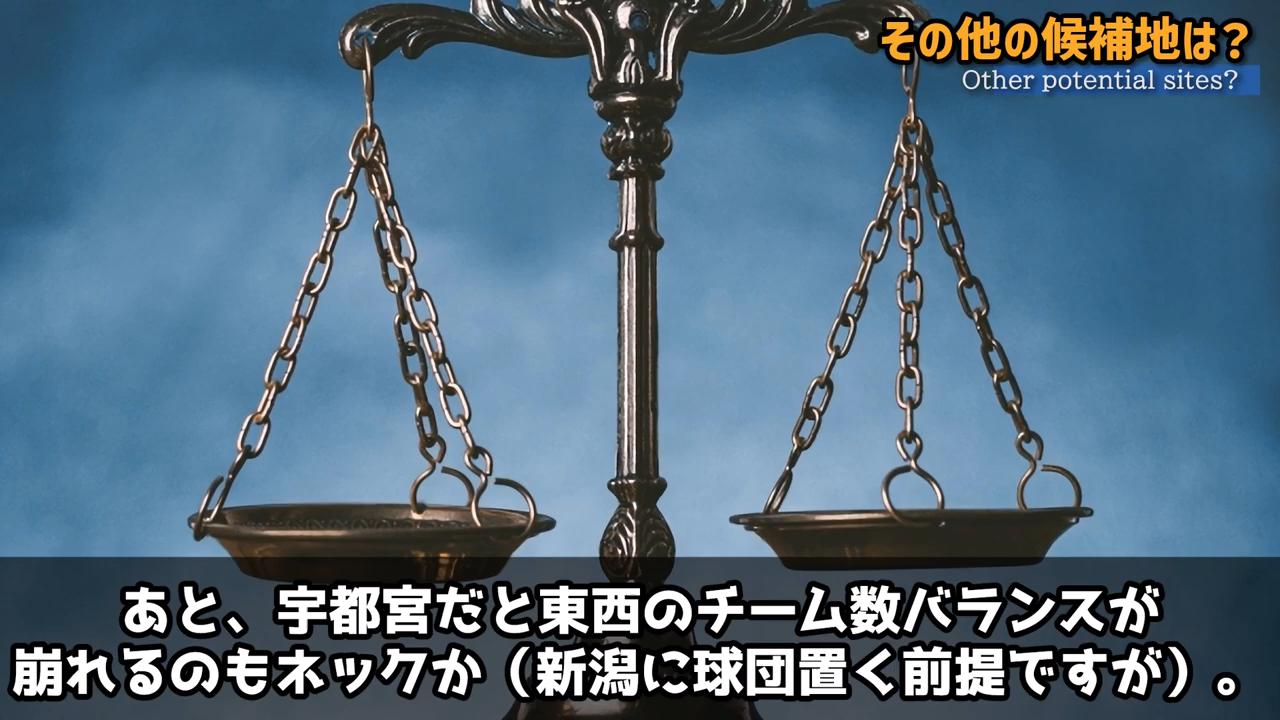 その他の候補地は？
Other potential sites?
あと、宇都宮だと東西のチーム数バランスが
崩れるのもネックか（新潟に球団置く前提ですが）。